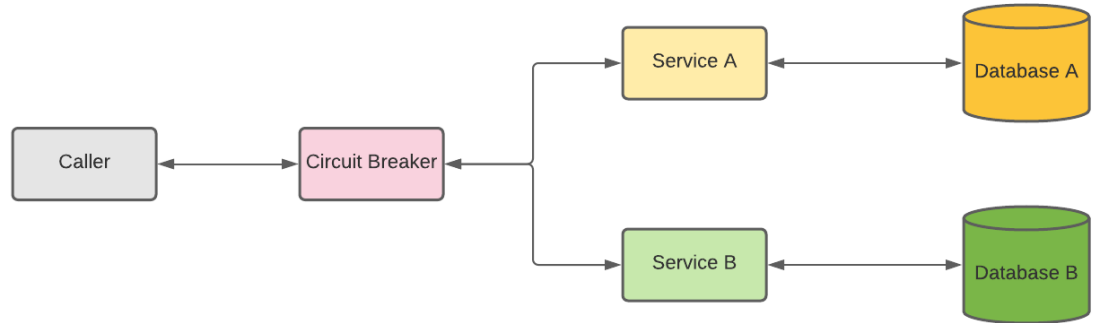 Caller
Circuit Breaker
Service A
Database A
Service B
Database B